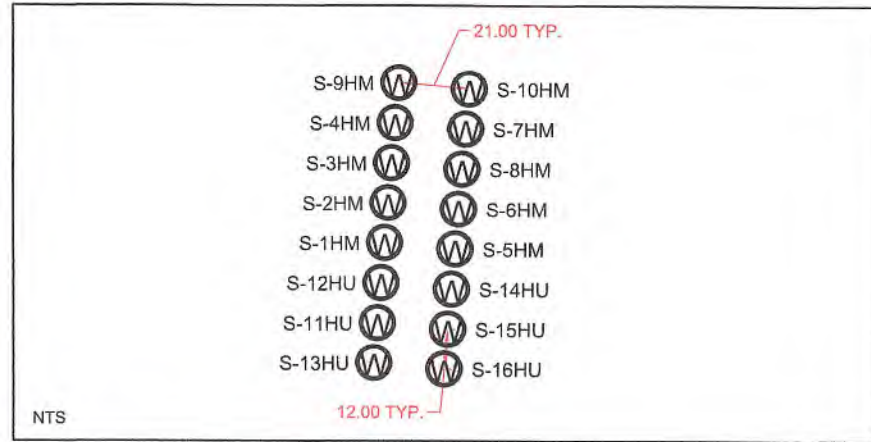 21.00 TYP.
S-9HM S-10HM
S-4HM S-7HM
S-3HM S-8HM
S-2HM S-6HM
S-1HM S-5HM
S-12HU S-14HU
S-11HU S-15HU
S-13HU S-16HU
12.00 TYP.
NTS